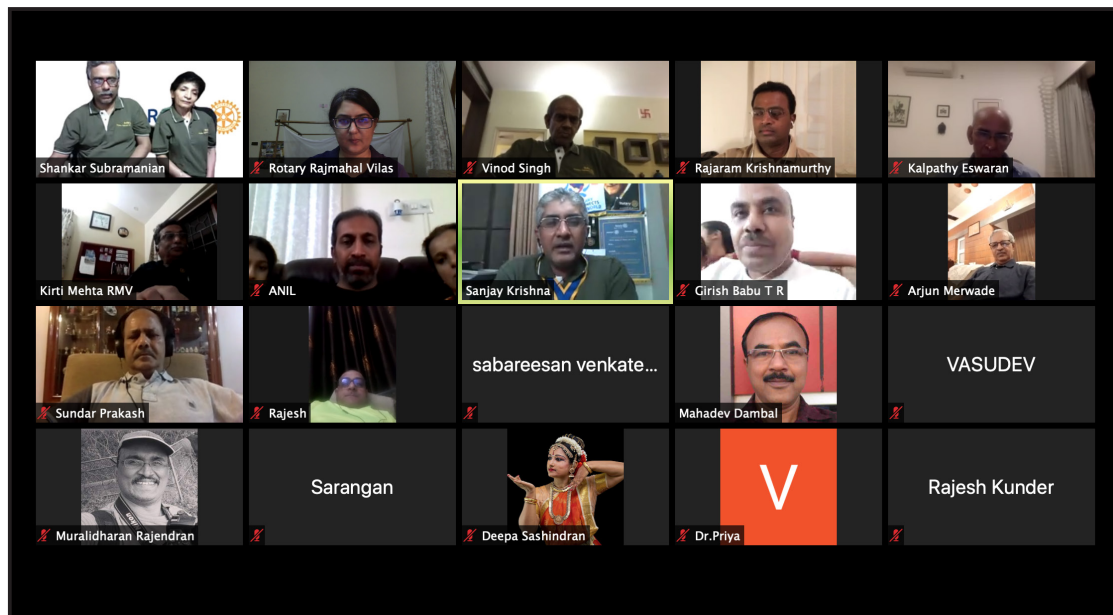 R
Shankar Subramanian
Rotary Rajmahal Vilas
Vinod Singh
Rajaram Krishnamurthy
Kalpathy Eswaran
Kirti Mehta RMV
ANIL
Sanjay Krishna
Girish Babu T R
Arjun Merwade
Sundar Prakash
Rajesh
sabareesan venkate...
Mahadev Dambal
VASUDEV
Muralidharan Rajendran
Sarangan
Deepa Sashindran
V
Dr.Priya
Rajesh Kunder